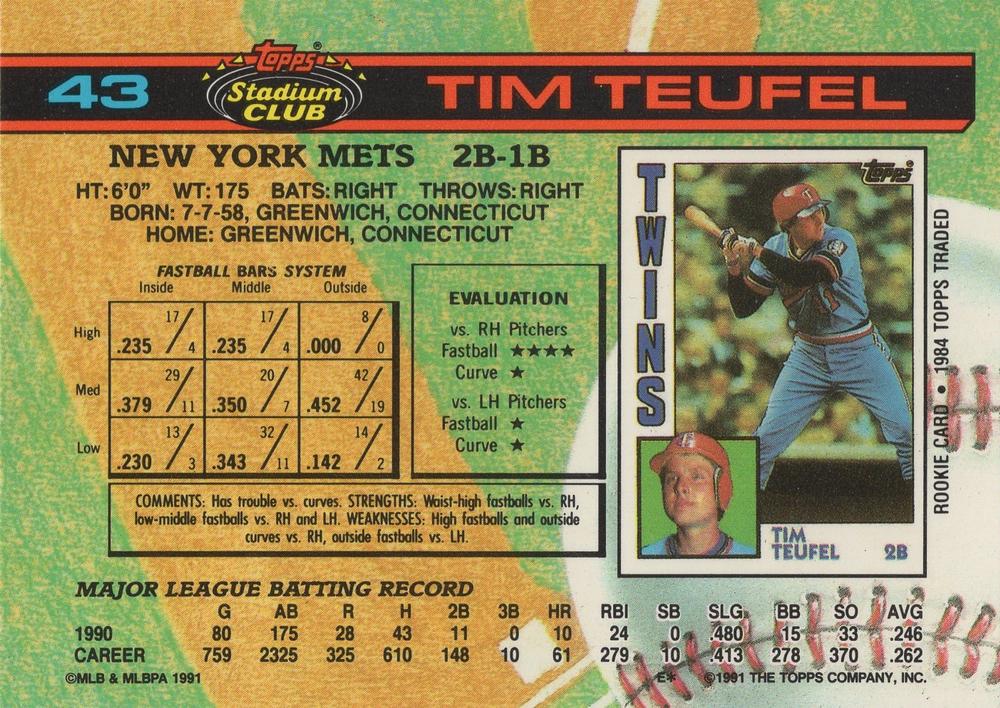 43 Topps® Stadium CLUB TIM TEUFEL
NEW YORK METS 2B-1B
HT:6'0" WT:175 BATS:RIGHT THROWS:RIGHT
BORN: 7-7-58, GREENWICH, CONNECTICUT
HOME: GREENWICH, CONNECTICUT
FASTBALL BARS SYSTEM
Inside Middle Outside
High .235 17/4 .235 17/4 .000 8/0
Med .379 29/11 .350 20/7 .452 42/19
Low .230 13/3 .343 32/11 .142 14/2
EVALUATION
vs. RH Pitchers
Fastball ★★★★
Curve ★
vs. LH Pitchers
Fastball ★
Curve ★
COMMENTS: Has trouble vs. curves. STRENGTHS: Waist-high fastballs vs. RH,
low-middle fastballs vs. RH and LH. WEAKNESSES: High fastballs and outside
curves vs. RH, outside fastballs vs. LH.
TWINS
Topps
T
TIM
TEUFEL 2B
ROOKIE CARD • 1984 TOPPS TRADED
MAJOR LEAGUE BATTING RECORD
G AB R H 2B 3B HR RBI SB SLG BB SO AVG
1990 80 175 28 43 11 0 10 24 0 .480 15 33 .246
CAREER 759 2325 325 610 148 10 61 279 10 .413 278 370 .262
©MLB & MLBPA 1991 E* ©1991 THE TOPPS COMPANY, INC.